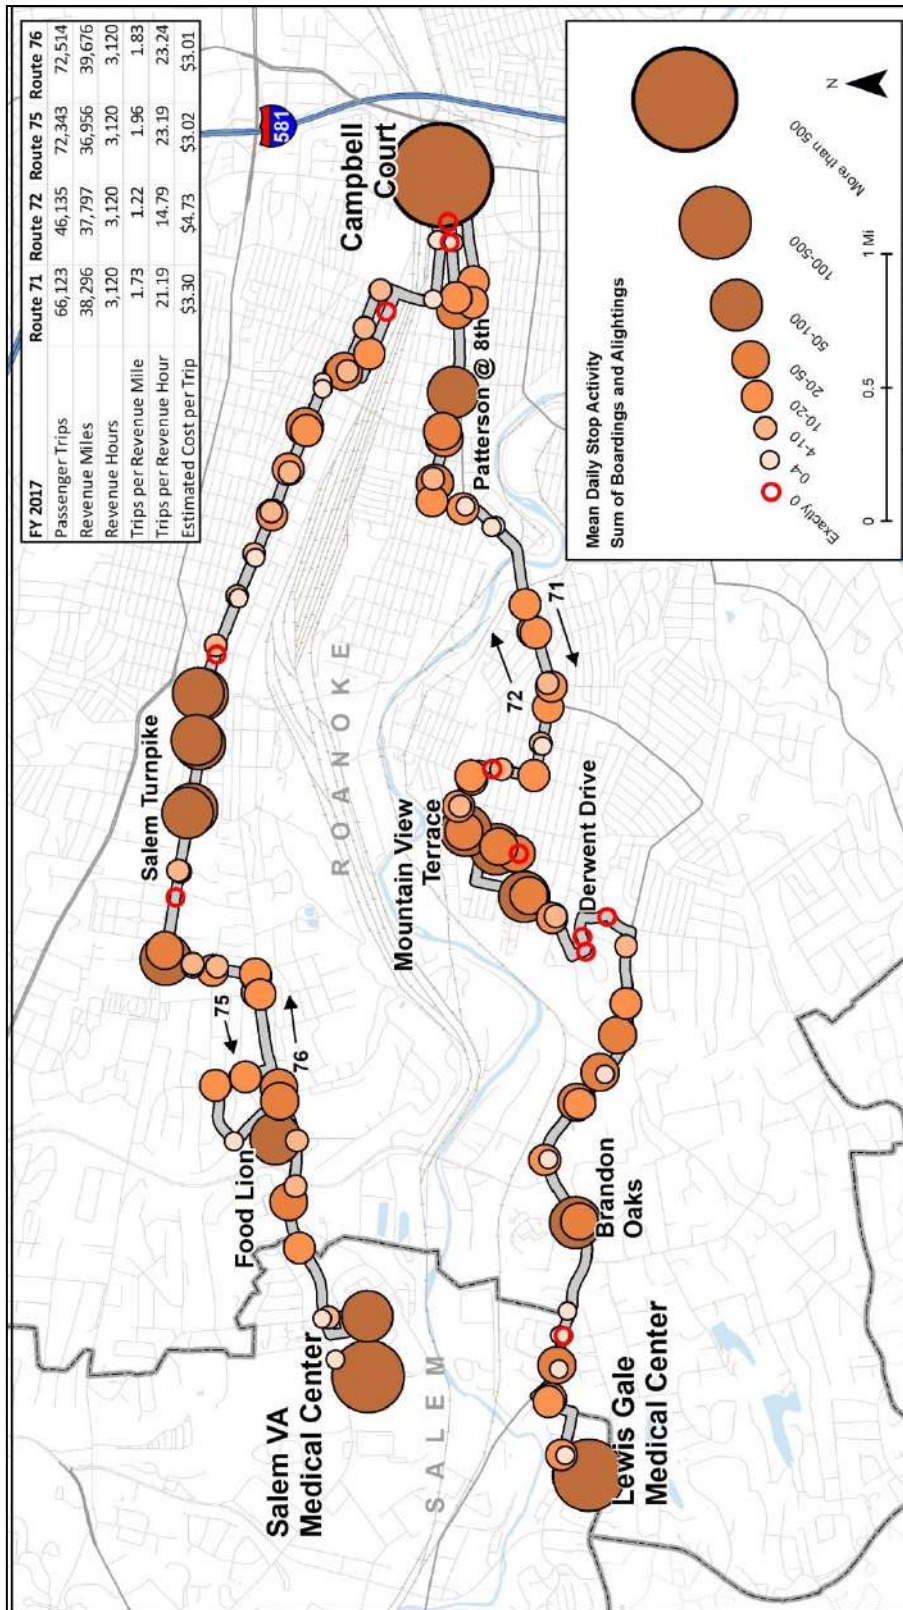 FY 2017 Route 71 Route 72 Route 75 Route 76
Passenger Trips 66,123 46,135 72,343 72,514
Revenue Miles 38,296 37,797 36,956 39,676
Revenue Hours 3,120 3,120 3,120 3,120
Trips per Revenue Mile 1.73 1.22 1.96 1.83
Trips per Revenue Hour 21.19 14.79 23.19 23.24
Estimated Cost per Trip $3.30 $4.73 $3.02 $3.01
581
Campbell
Court
Salem Turnpike
75
76
Food Lion
Salem VA
Medical Center
ROANOKE
SALEM
Patterson @ 8th
71
72
Mountain View
Terrace
Derwent Drive
Brandon
Oaks
Lewis Gale
Medical Center
Mean Daily Stop Activity
Sum of Boardings and Alightings
Exactly 0
0-4
4-10
10-20
20-50
50-100
100-500
More than 500
0 0.5 1 Mi
N